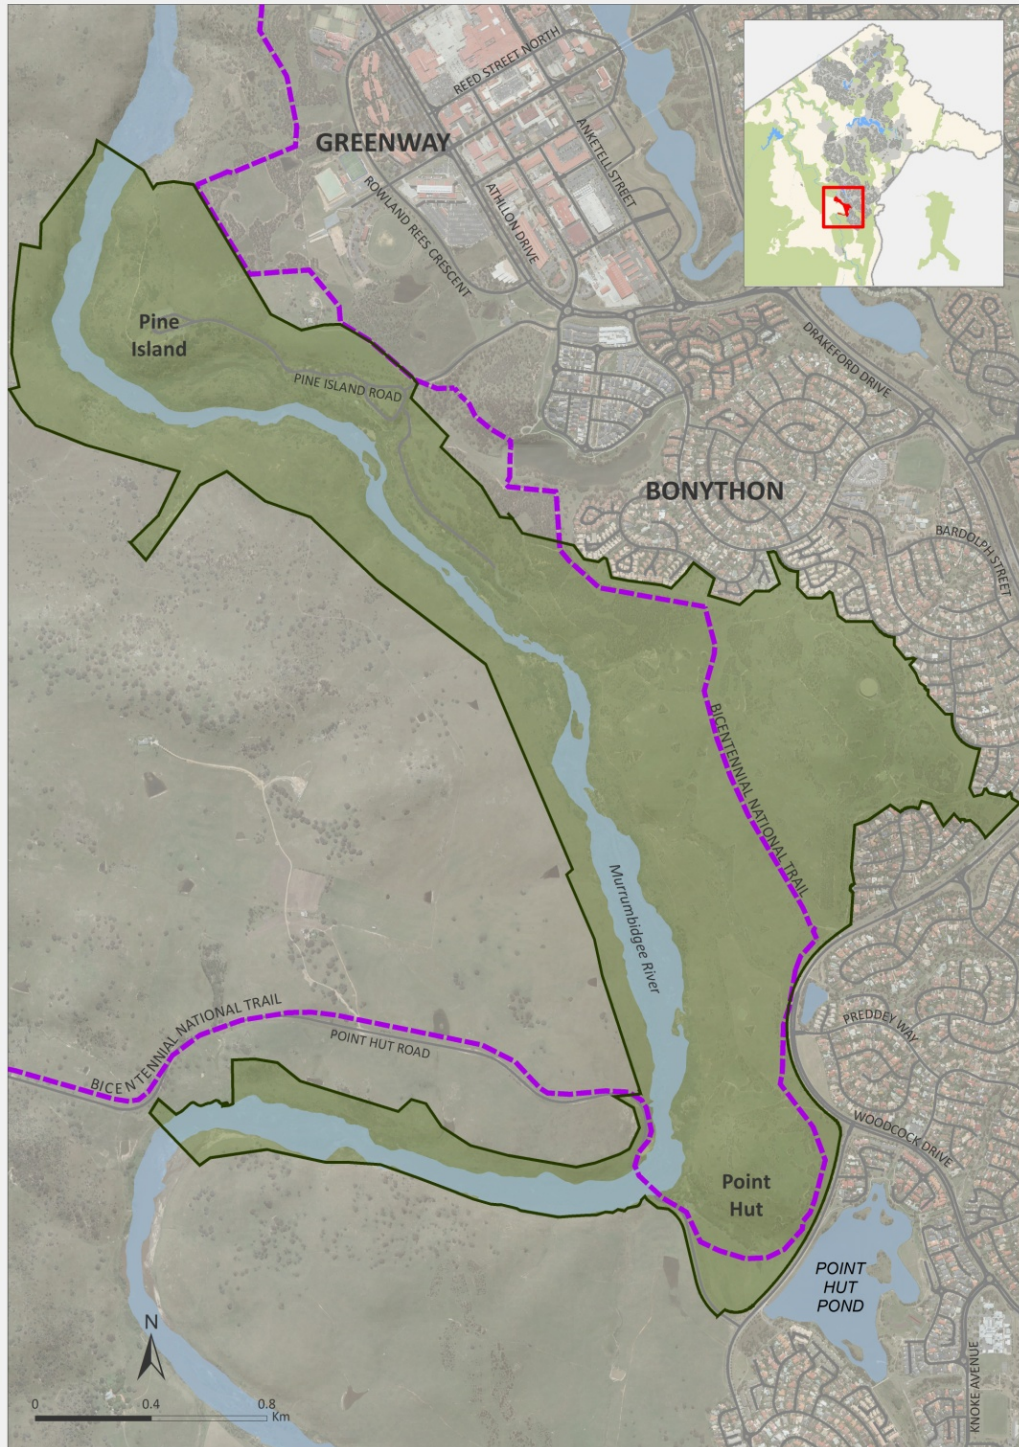 REED STREET NORTH
GREENWAY
ANKETELL STREET
ROWLAND REES CRESCENT
ATHLLON DRIVE
Pine
Island
DRAKEFORD DRIVE
PINE ISLAND ROAD
BONYTHON
BARDOLPH STREET
BICENTENNIAL NATIONAL TRAIL
Murrumbidgee River
BICENTENNIAL NATIONAL TRAIL
POINT HUT ROAD
PREDDEY WAY
WOODCOCK DRIVE
Point
Hut
POINT
HUT
POND
N
KNOKE AVENUE
0 0.4 0.8
Km